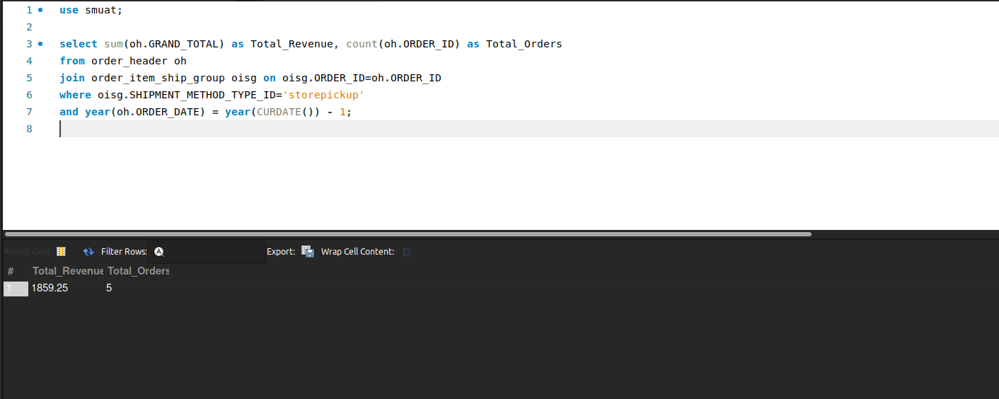 1 use smuat;
2
3 select sum(oh.GRAND_TOTAL) as Total_Revenue, count(oh.ORDER_ID) as Total_Orders
4 from order_header oh
5 join order_item_ship_group oisg on oisg.ORDER_ID=oh.ORDER_ID
6 where oisg.SHIPMENT_METHOD_TYPE_ID='storepickup'
7 and year(oh.ORDER_DATE) = year(CURDATE()) - 1;
8
Result Grid Filter Rows: Export: Wrap Cell Content:
# Total_Revenue Total_Orders
1 1859.25 5